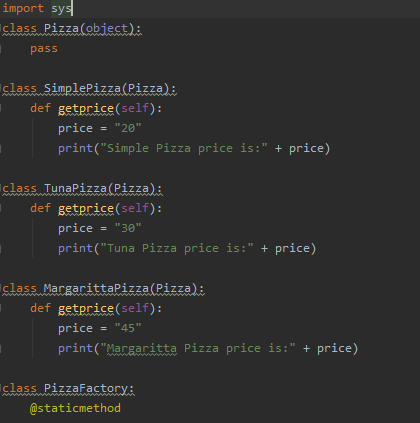 import sys
class Pizza(object):
    pass
class SimplePizza(Pizza):
    def getprice(self):
        price = "20"
        print("Simple Pizza price is:" + price)
class TunaPizza(Pizza):
    def getprice(self):
        price = "30"
        print("Tuna Pizza price is:" + price)
class MargarittaPizza(Pizza):
    def getprice(self):
        price = "45"
        print("Margaritta Pizza price is:" + price)
class PizzaFactory:
    @staticmethod